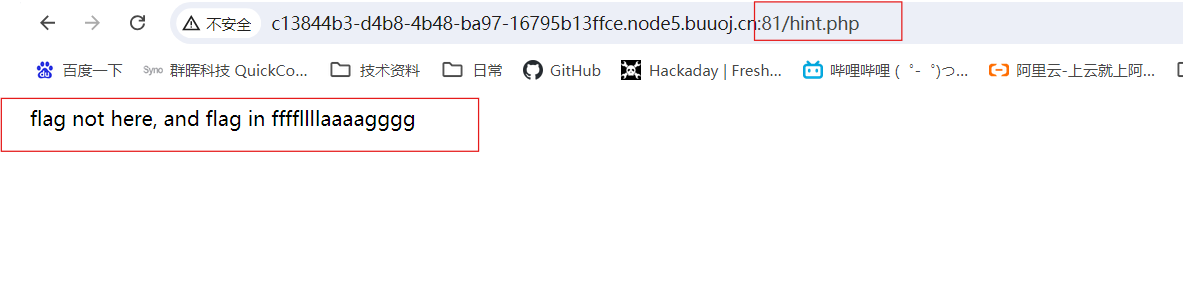 不安全 c13844b3-d4b8-4b48-ba97-16795b13ffce.node5.buuoj.cn:81/hint.php
百度一下 Syno 群晖科技 QuickCo... 技术资料 日常 GitHub Hackaday | Fresh... 哔哩哔哩 (゜-゜)つ... 阿里云-上云就上阿...
flag not here, and flag in ffffllllaaaagggg